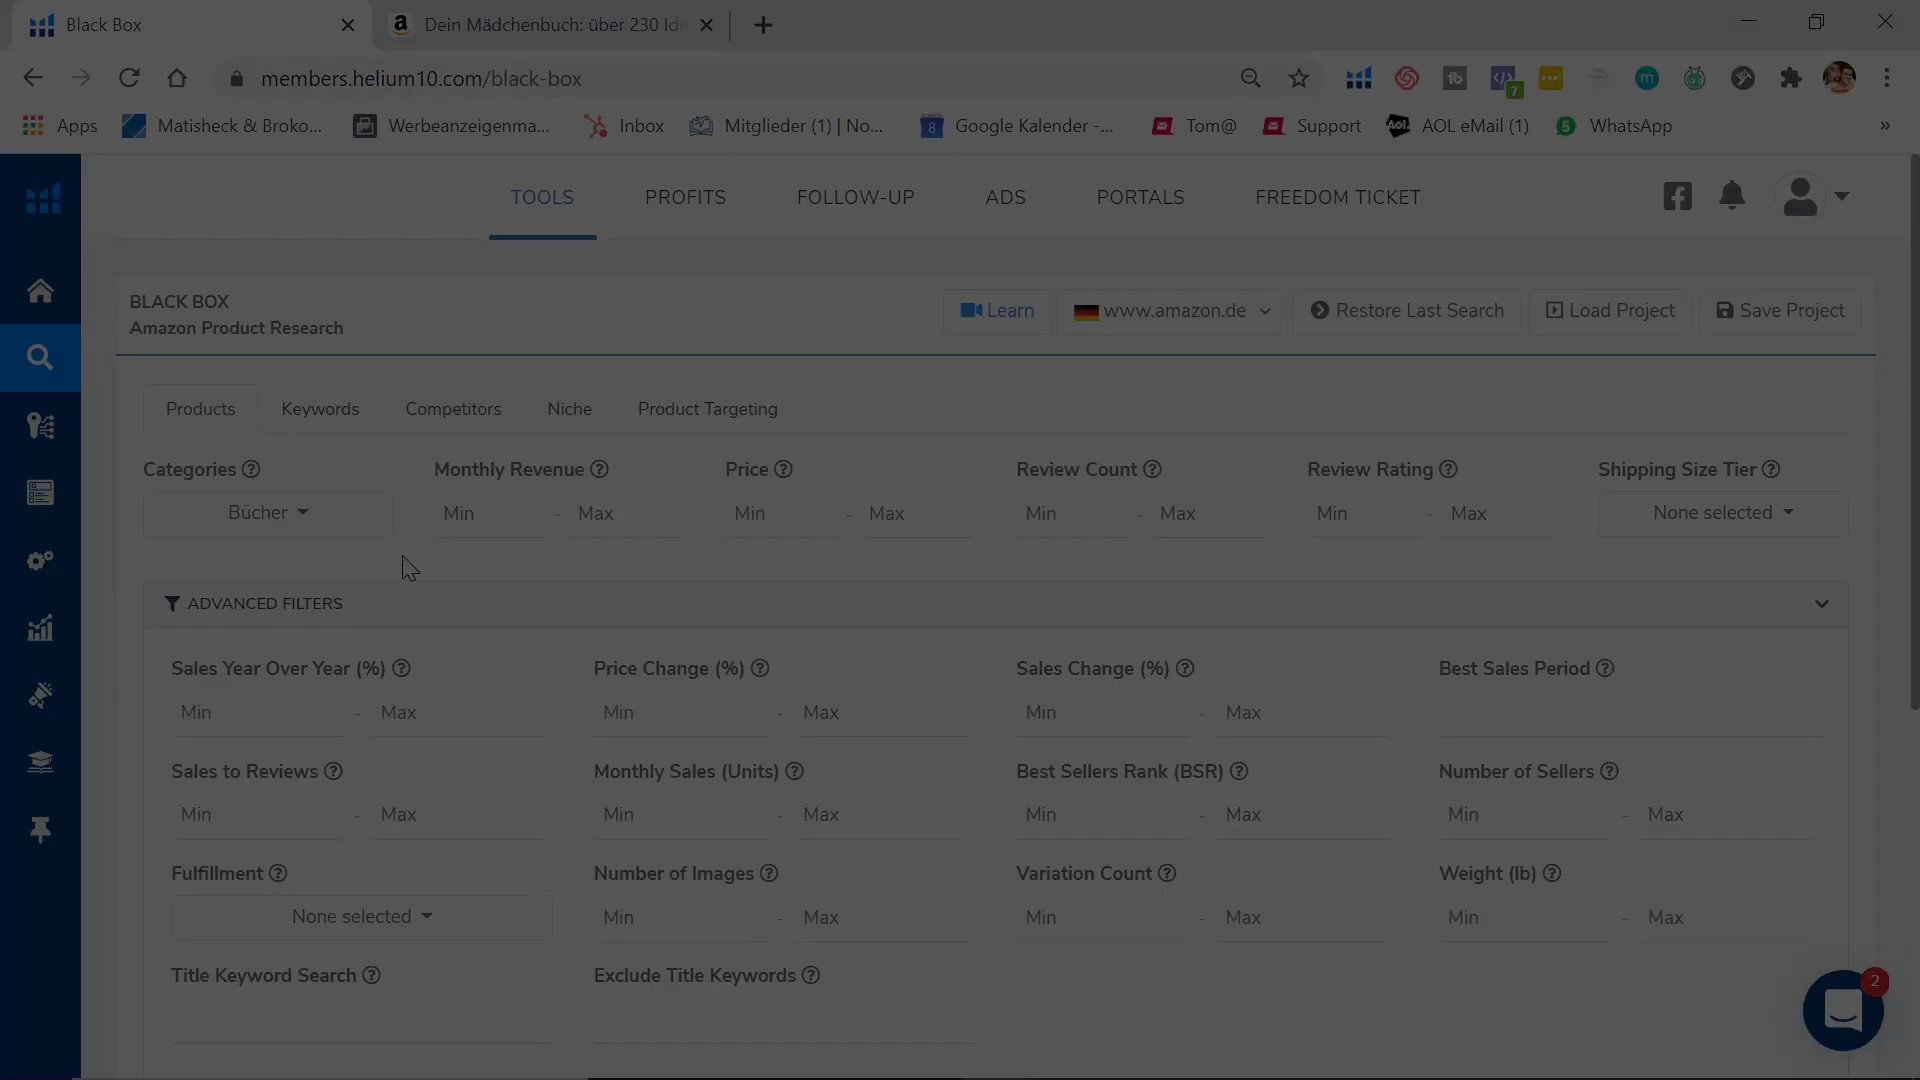 Black Box
Dein Mädchenbuch: über 230 Id
members.helium10.com/black-box
7
Apps
Matisheck & Broko...
Werbeanzeigenma...
Inbox
Mitglieder (1) | No...
8
Google Kalender -...
Tom@
Support
Aol.
AOL eMail (1)
5
WhatsApp
»
TOOLS
PROFITS
FOLLOW-UP
ADS
PORTALS
FREEDOM TICKET
BLACK BOX
Amazon Product Research
Learn
www.amazon.de
Restore Last Search
Load Project
Save Project
Products
Keywords
Competitors
Niche
Product Targeting
Categories
Monthly Revenue
Price
Review Count
Review Rating
Shipping Size Tier
Bücher
Min - Max
Min - Max
Min - Max
Min - Max
None selected
ADVANCED FILTERS
Sales Year Over Year (%)
Price Change (%)
Sales Change (%)
Best Sales Period
Min - Max
Min - Max
Min - Max
Sales to Reviews
Monthly Sales (Units)
Best Sellers Rank (BSR)
Number of Sellers
Min - Max
Min - Max
Min - Max
Min - Max
Fulfillment
Number of Images
Variation Count
Weight (lb)
None selected
Min - Max
Min - Max
Min - Max
Title Keyword Search
Exclude Title Keywords
2